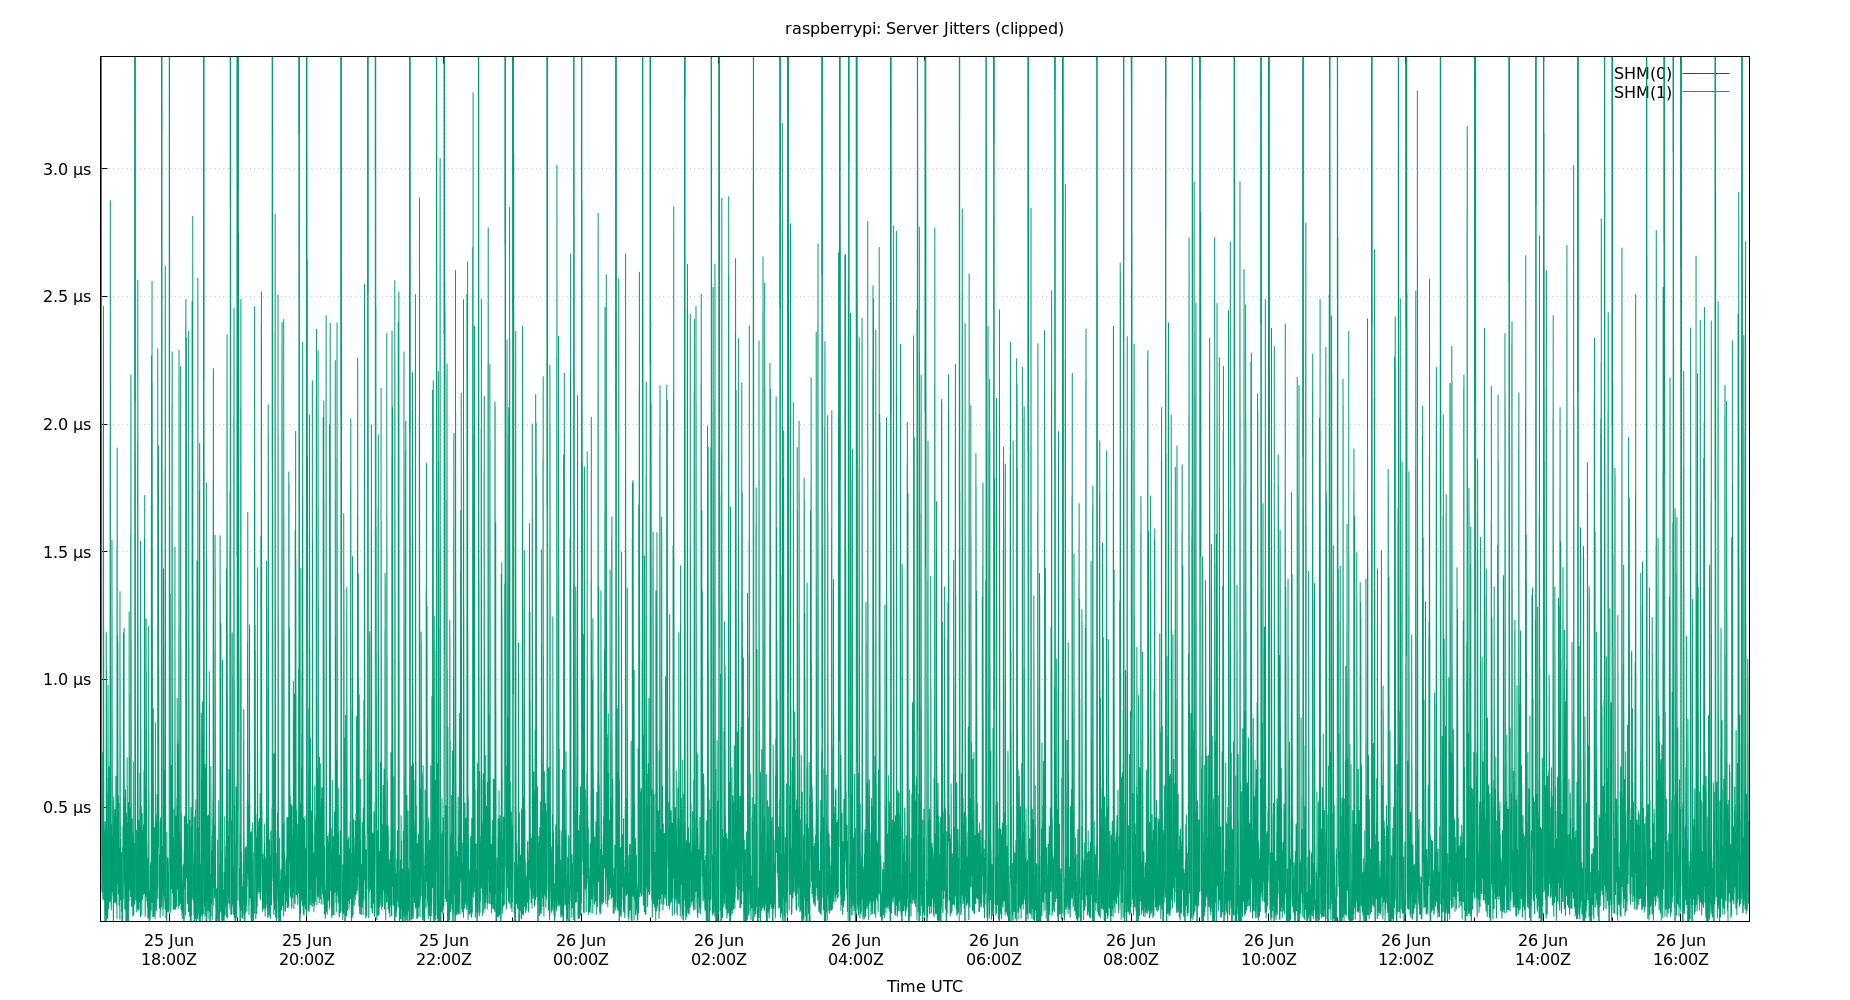 raspberrypi: Server Jitters (clipped)
SHM(0)
SHM(1)
3.0 µs
2.5 µs
2.0 µs
1.5 µs
1.0 µs
0.5 µs
25 Jun 25 Jun 25 Jun 26 Jun 26 Jun 26 Jun 26 Jun 26 Jun 26 Jun 26 Jun 26 Jun 26 Jun
18:00Z 20:00Z 22:00Z 00:00Z 02:00Z 04:00Z 06:00Z 08:00Z 10:00Z 12:00Z 14:00Z 16:00Z
Time UTC